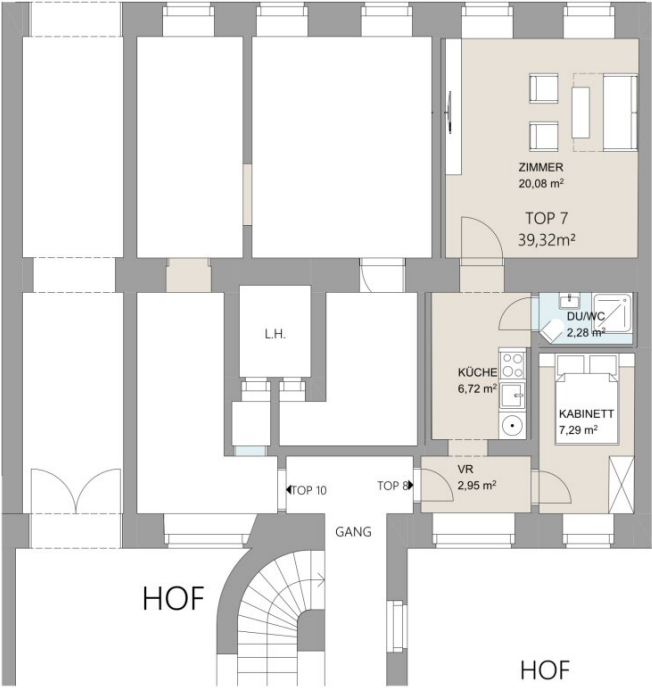 ZIMMER
20,08 m²
TOP 7
39,32m²
L.H.
DU/WC
2,28 m²
KÜCHE
6,72 m²
KABINETT
7,29 m²
VR
2,95 m²
TOP 10
TOP 8
GANG
HOF
HOF